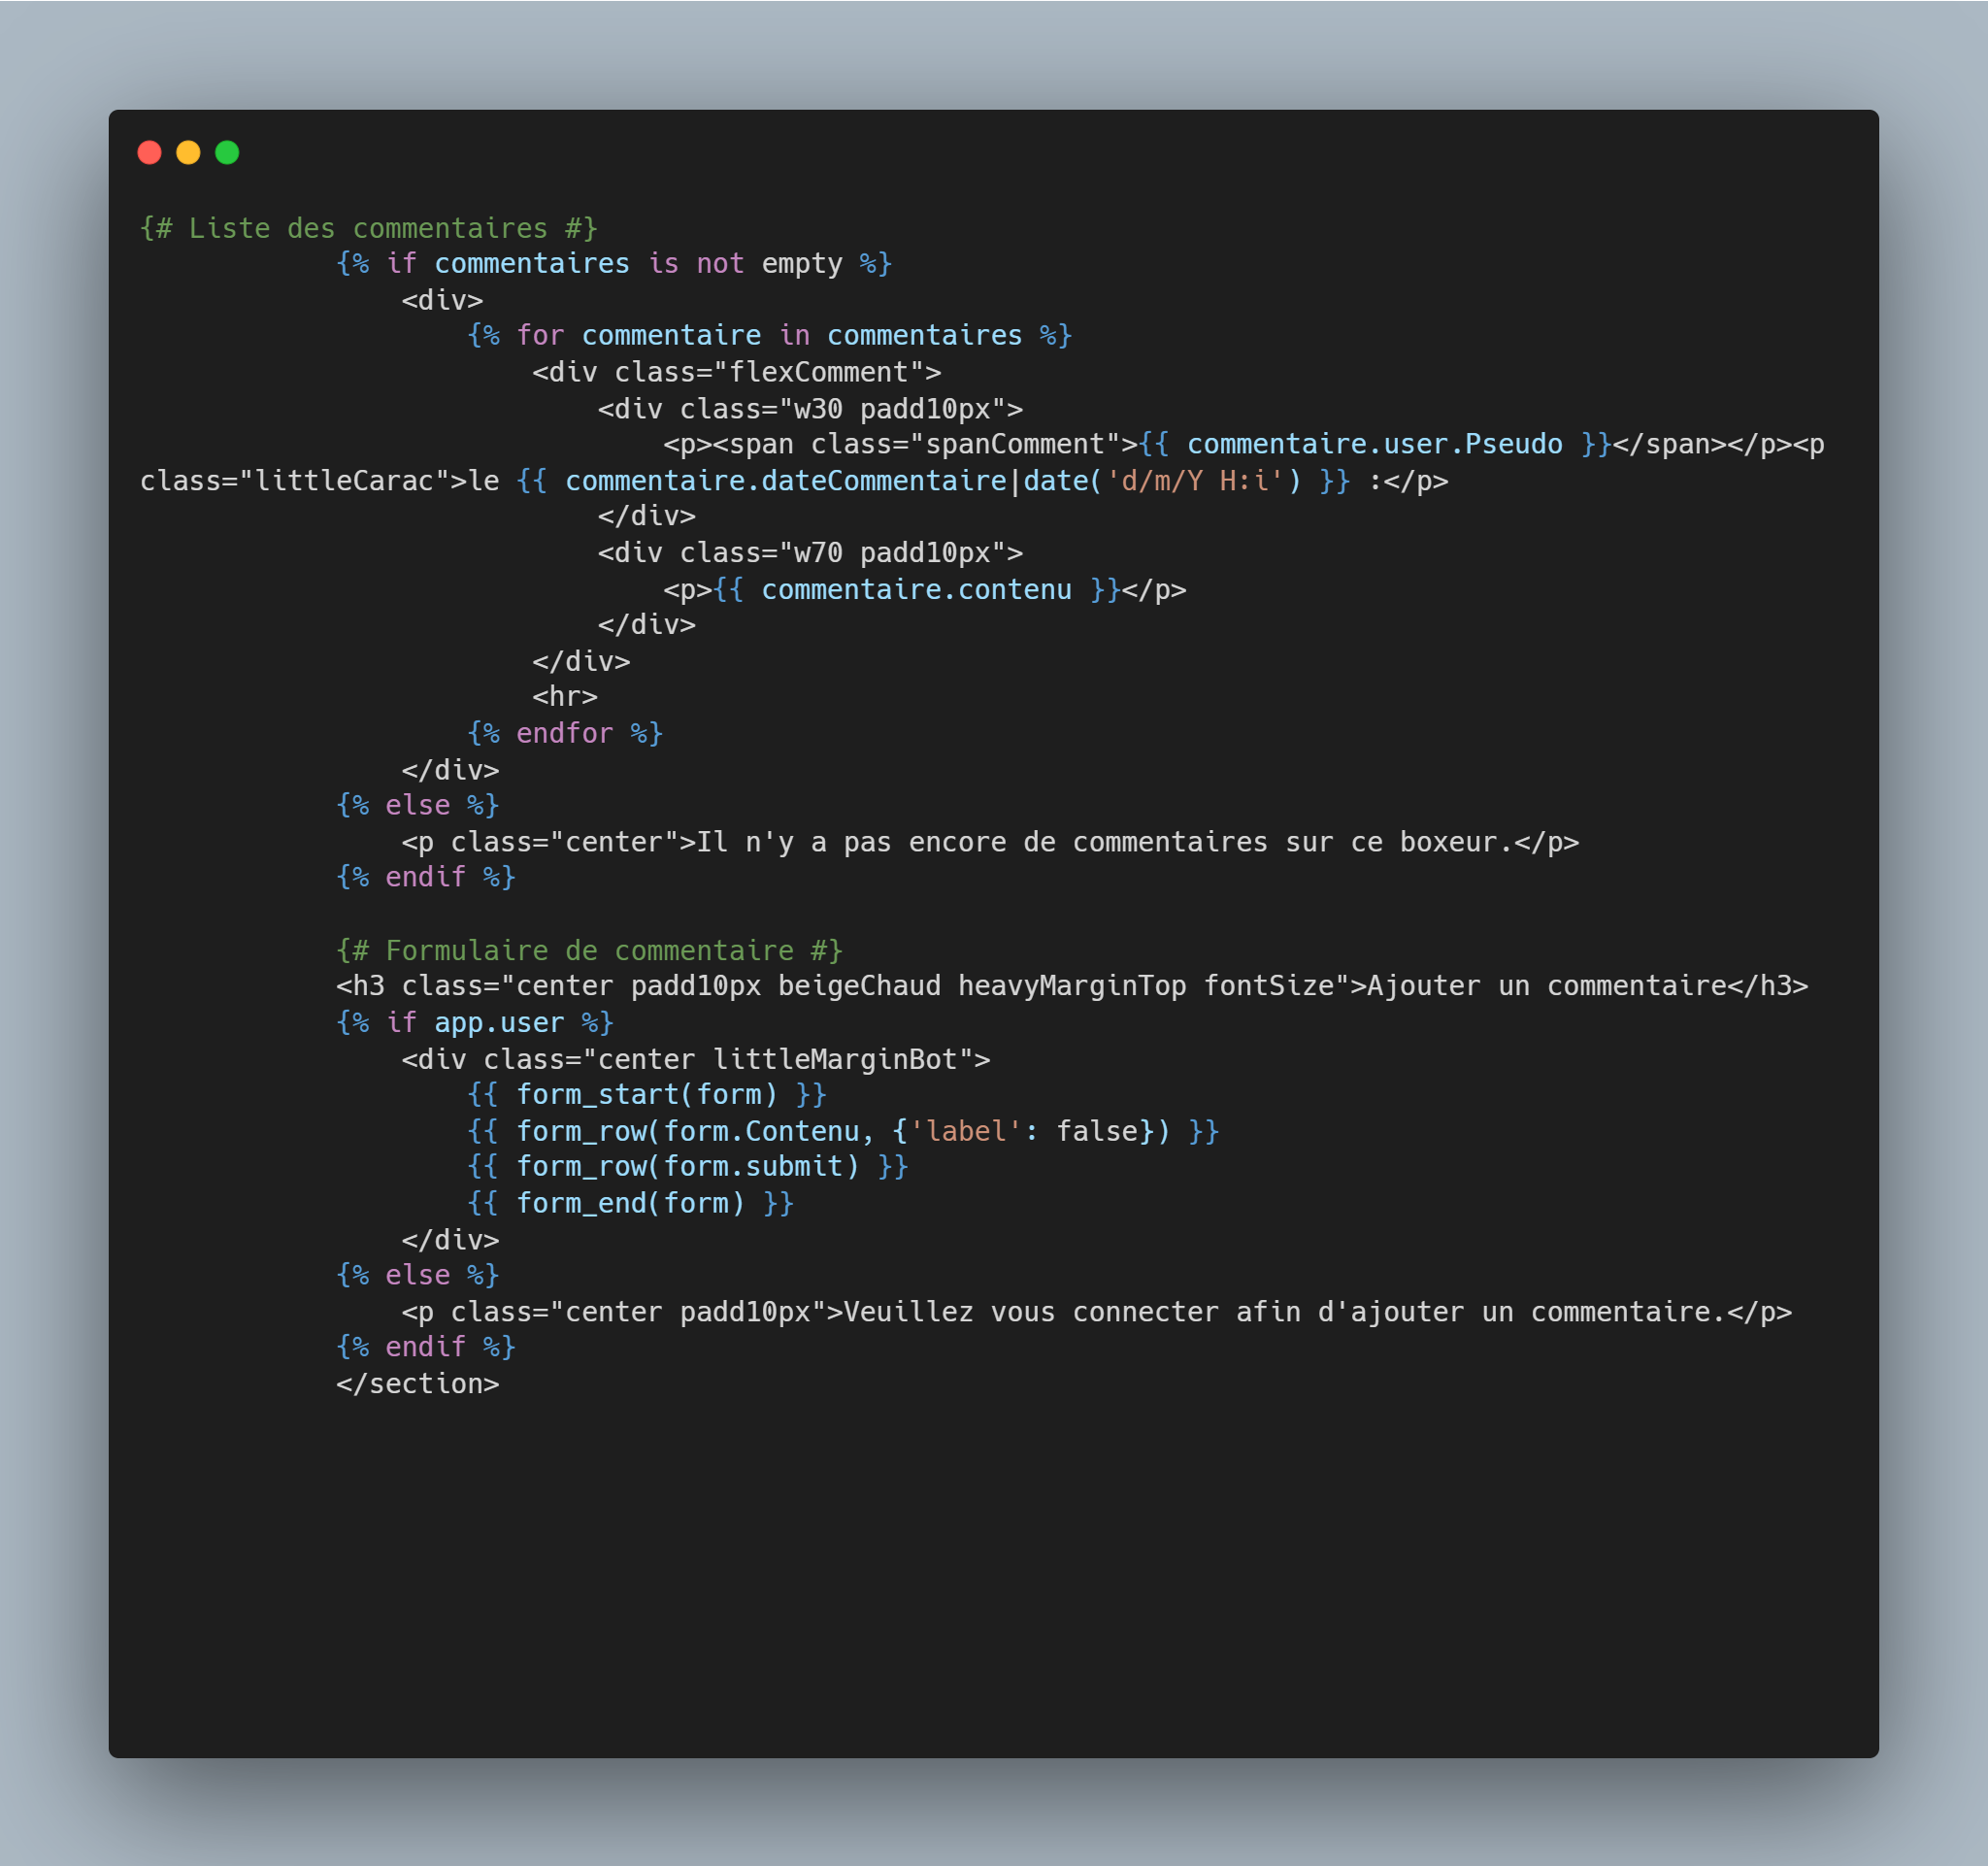 {# Liste des commentaires #}
            {% if commentaires is not empty %}
                <div>
                    {% for commentaire in commentaires %}
                        <div class="flexComment">
                            <div class="w30 padd10px">
                                <p><span class="spanComment">{{ commentaire.user.Pseudo }}</span></p><p
class="littleCarac">le {{ commentaire.dateCommentaire|date('d/m/Y H:i') }} :</p>
                            </div>
                            <div class="w70 padd10px">
                                <p>{{ commentaire.contenu }}</p>
                            </div>
                        </div>
                        <hr>
                    {% endfor %}
                </div>
            {% else %}
                <p class="center">Il n'y a pas encore de commentaires sur ce boxeur.</p>
            {% endif %}

            {# Formulaire de commentaire #}
            <h3 class="center padd10px beigeChaud heavyMarginTop fontSize">Ajouter un commentaire</h3>
            {% if app.user %}
                <div class="center littleMarginBot">
                    {{ form_start(form) }}
                    {{ form_row(form.Contenu, {'label': false}) }}
                    {{ form_row(form.submit) }}
                    {{ form_end(form) }}
                </div>
            {% else %}
                <p class="center padd10px">Veuillez vous connecter afin d'ajouter un commentaire.</p>
            {% endif %}
            </section>